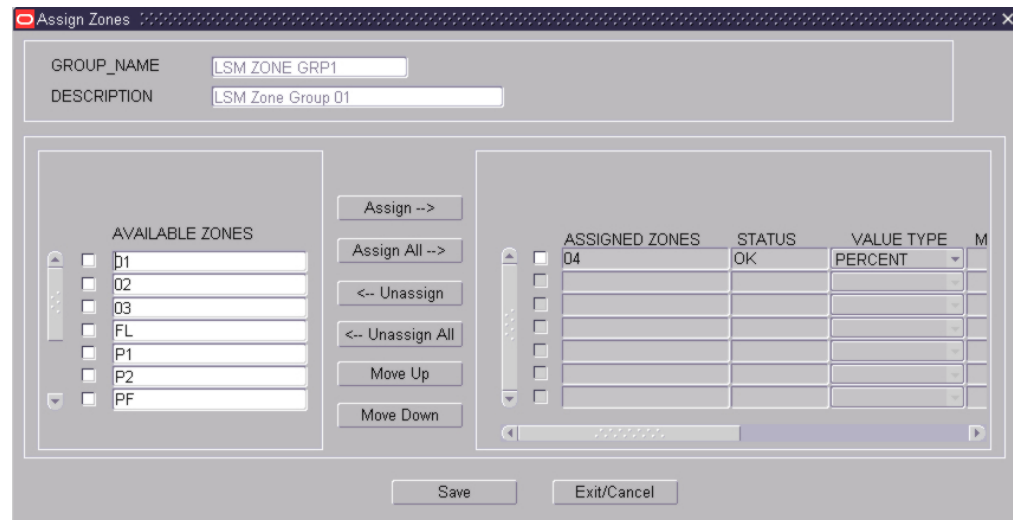 Assign Zones
GROUP_NAME LSM ZONE GRP1
DESCRIPTION LSM Zone Group 01
AVAILABLE ZONES
01
02
03
FL
P1
P2
PF
Assign -->
Assign All -->
<-- Unassign
<-- Unassign All
Move Up
Move Down
ASSIGNED ZONES STATUS VALUE TYPE M
04 OK PERCENT
Save Exit/Cancel